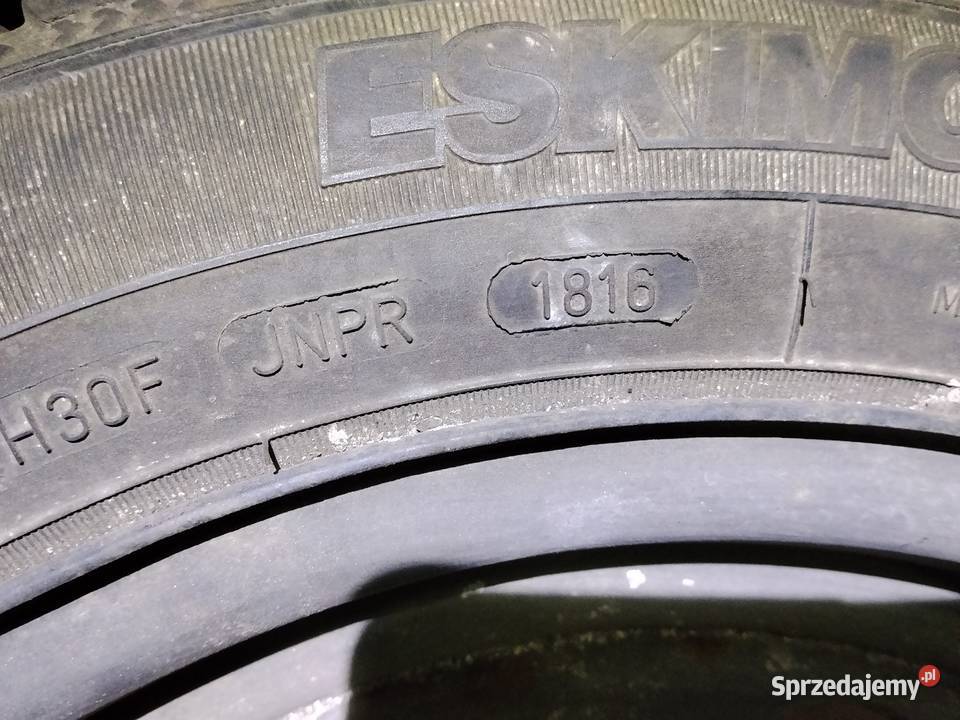 ESKIMO
H30F JNPR 1816 M
Sprzedajemy.pl